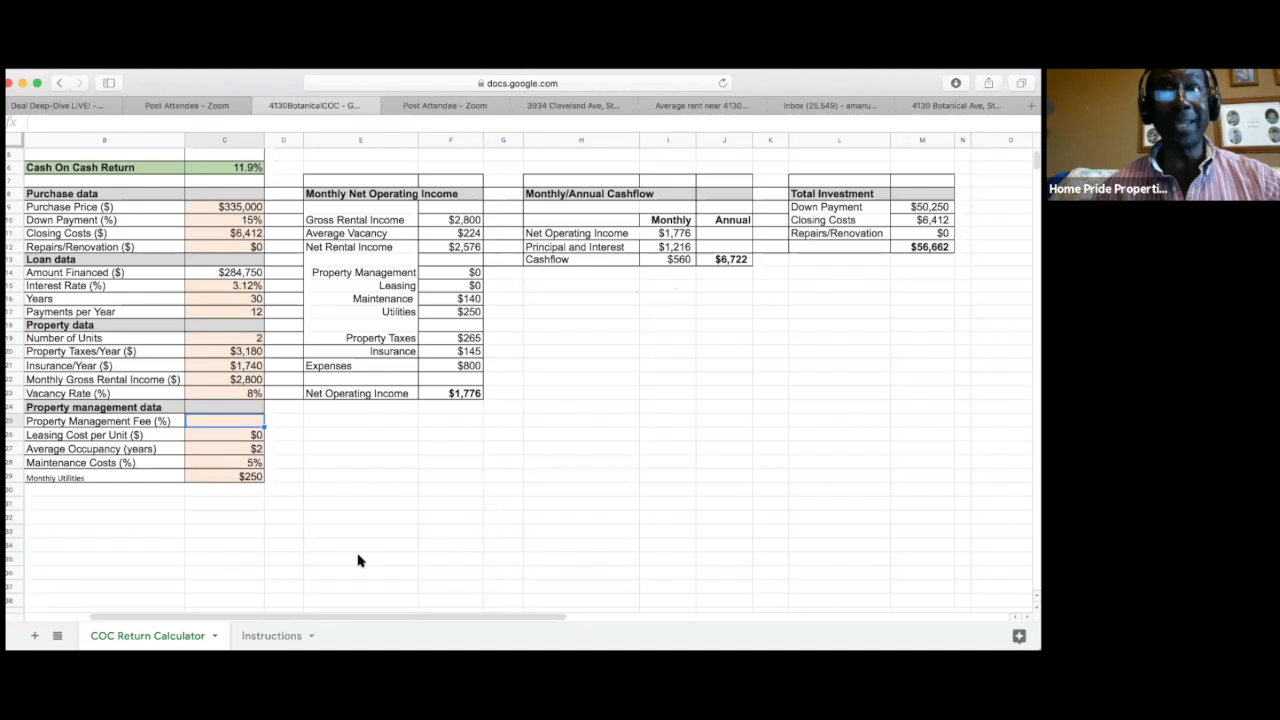 docs.google.com
Deal Deep-Dive LIVE! -...
Post Attendee - Zoom
4130Botanical|COC - G...
Post Attendee - Zoom
3934 Cleveland Ave, St...
Average rent near 4130...
Inbox (25,549) - amanu...
4130 Botanical Ave, St...
fx
B C D E F G H I J K L M N O
Cash On Cash Return 11.9%
Purchase data Monthly Net Operating Income Monthly/Annual Cashflow Total Investment
Purchase Price ($) $335,000 Down Payment $50,250
Down Payment (%) 15% Gross Rental Income $2,800 Monthly Annual Closing Costs $6,412
Closing Costs ($) $6,412 Average Vacancy $224 Net Operating Income $1,776 Repairs/Renovation $0
Repairs/Renovation ($) $0 Net Rental Income $2,576 Principal and Interest $1,216 $56,662
Loan data Cashflow $560 $6,722
Amount Financed ($) $284,750 Property Management $0
Interest Rate (%) 3.12% Leasing $0
Years 30 Maintenance $140
Payments per Year 12 Utilities $250
Property data
Number of Units 2 Property Taxes $265
Property Taxes/Year ($) $3,180 Insurance $145
Insurance/Year ($) $1,740 Expenses $800
Monthly Gross Rental Income ($) $2,800
Vacancy Rate (%) 8% Net Operating Income $1,776
Property management data
Property Management Fee (%)
Leasing Cost per Unit ($) $0
Average Occupancy (years) $2
Maintenance Costs (%) 5%
Monthly Utilities $250
COC Return Calculator
Instructions
Home Pride Properti...